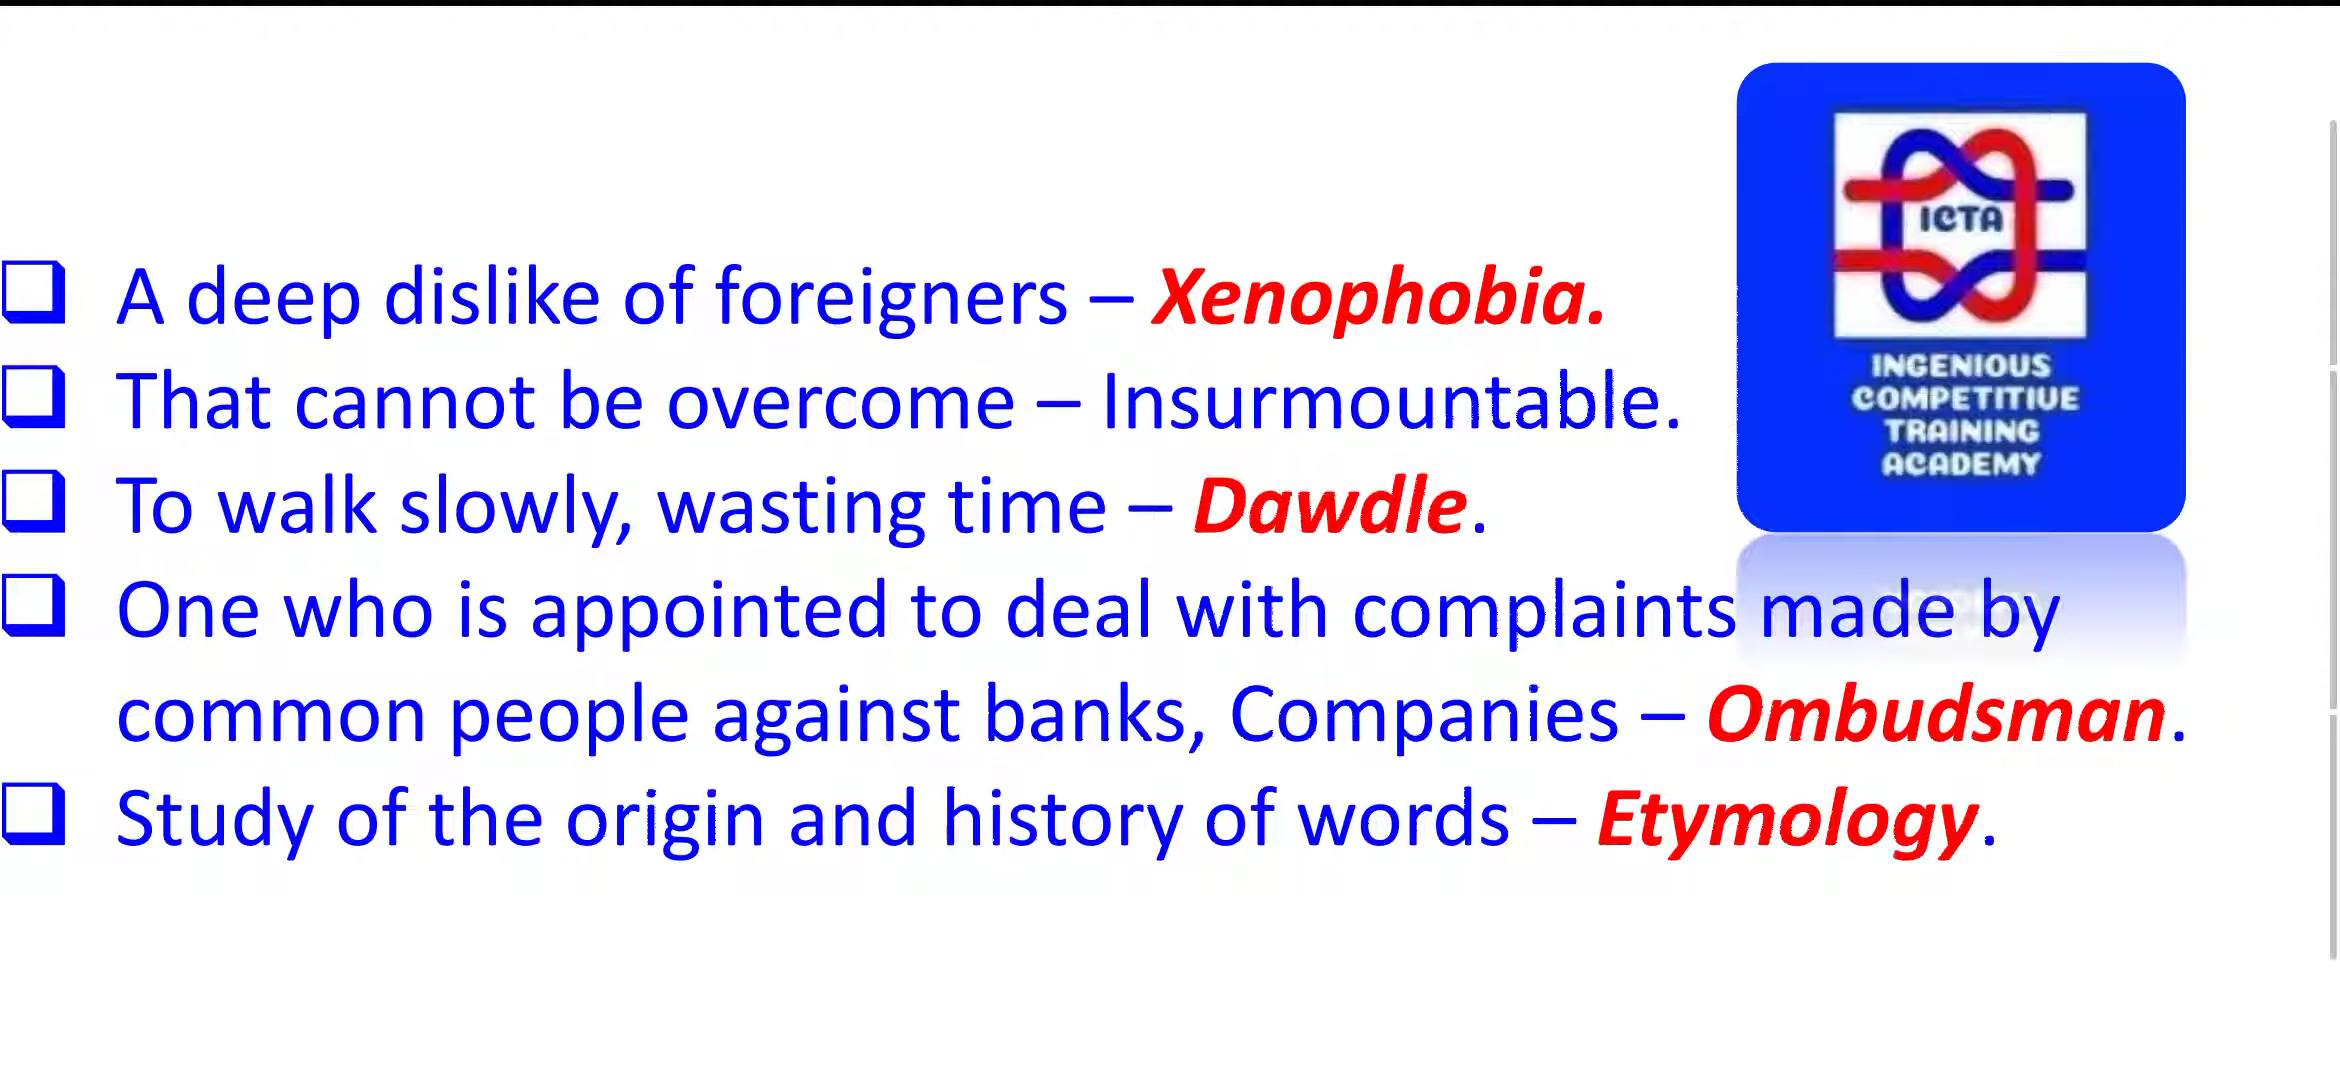 ICTA
INGENIOUS
COMPETITIVE
TRAINING
ACADEMY
A deep dislike of foreigners – Xenophobia.
That cannot be overcome – Insurmountable.
To walk slowly, wasting time – Dawdle.
One who is appointed to deal with complaints made by
common people against banks, Companies – Ombudsman.
Study of the origin and history of words – Etymology.